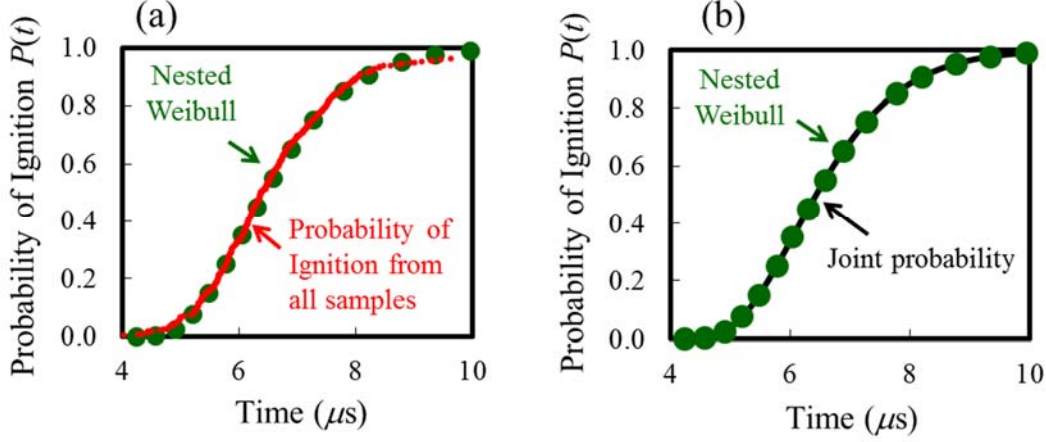 (a)
Probability of Ignition P(t)
1.0
0.8
0.6
0.4
0.2
0.0
Nested
Weibull
Probability of
Ignition from
all samples
4
6
8
10
Time (μs)
(b)
Probability of Ignition P(t)
1.0
0.8
0.6
0.4
0.2
0.0
Nested
Weibull
Joint probability
4
6
8
10
Time (μs)